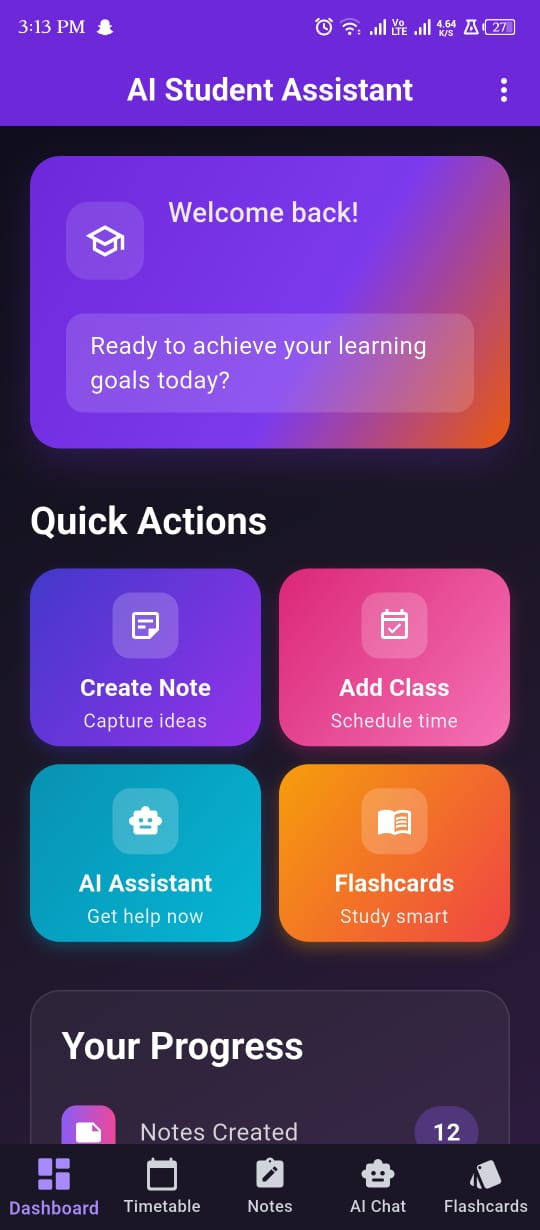 3:13 PM
Vo LTE
4.64 K/S
27
AI Student Assistant
Welcome back!
Ready to achieve your learning
goals today?
Quick Actions
Create Note
Capture ideas
Add Class
Schedule time
AI Assistant
Get help now
Flashcards
Study smart
Your Progress
Notes Created
12
Dashboard
Timetable
Notes
AI Chat
Flashcards